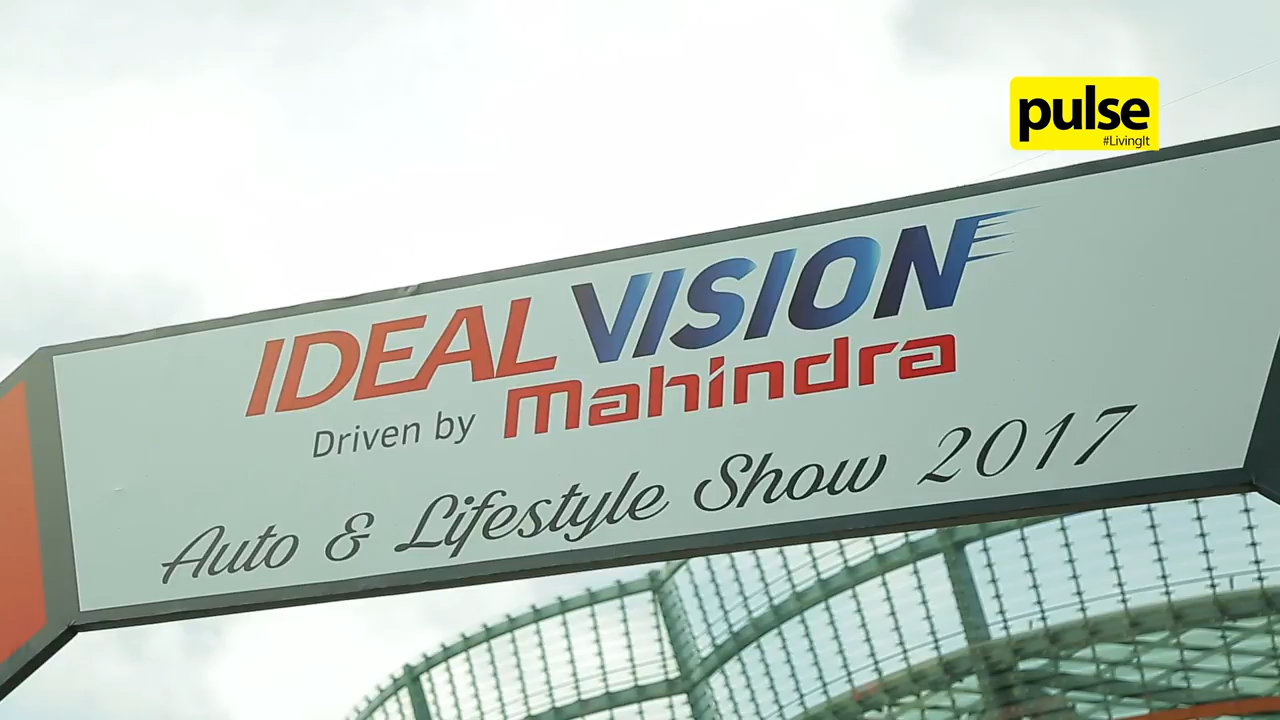 pulse
#LivingIt
IDEAL VISION
Driven by Mahindra
Auto & Lifestyle Show 2017